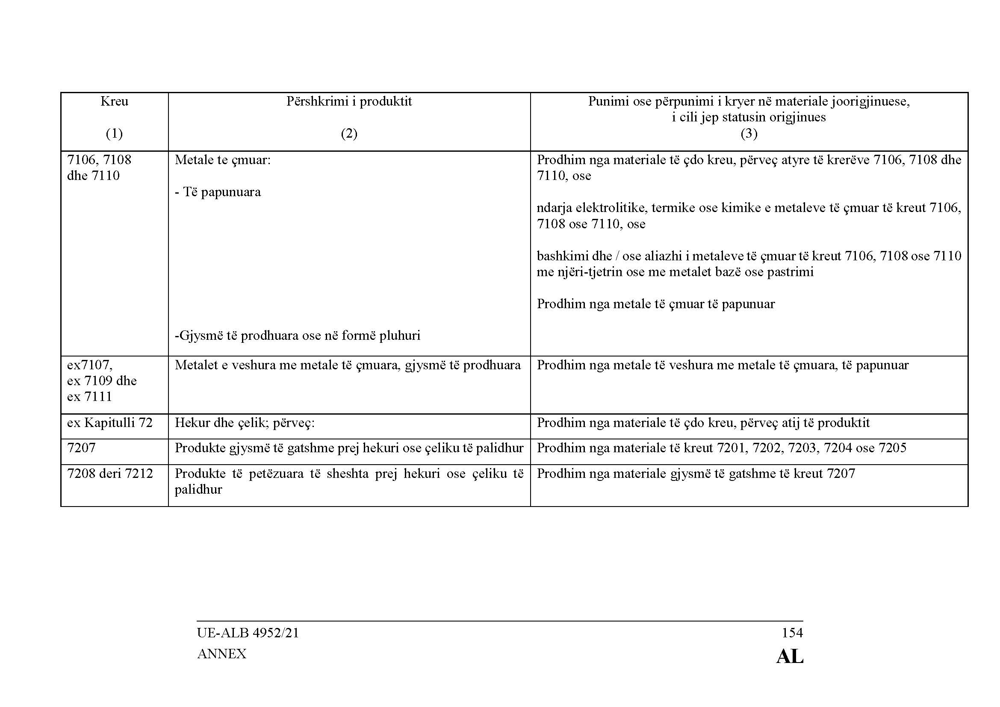 Kreu
(1)
Përshkrimi i produktit
(2)
Punimi ose përpunimi i kryer në materiale joorigjinuese,
i cili jep statusin origjinues
(3)
7106, 7108
dhe 7110
Metale te çmuar:
- Të papunuara
-Gjysmë të prodhuara ose në formë pluhuri
Prodhim nga materiale të çdo kreu, përveç atyre të krerëve 7106, 7108 dhe
7110, ose
ndarja elektrolitike, termike ose kimike e metaleve të çmuar të kreut 7106,
7108 ose 7110, ose
bashkimi dhe / ose aliazhi i metaleve të çmuar të kreut 7106, 7108 ose 7110
me njëri-tjetrin ose me metalet bazë ose pastrimi
Prodhim nga metale të çmuar të papunuar
ex7107,
ex 7109 dhe
ex 7111
Metalet e veshura me metale të çmuara, gjysmë të prodhuara
Prodhim nga metale të veshura me metale të çmuara, të papunuar
ex Kapitulli 72
Hekur dhe çelik; përveç:
Prodhim nga materiale të çdo kreu, përveç atij të produktit
7207
Produkte gjysmë të gatshme prej hekuri ose çeliku të palidhur
Prodhim nga materiale të kreut 7201, 7202, 7203, 7204 ose 7205
7208 deri 7212
Produkte të petëzuara të sheshta prej hekuri ose çeliku të
palidhur
Prodhim nga materiale gjysmë të gatshme të kreut 7207
UE-ALB 4952/21
154
ANNEX
AL